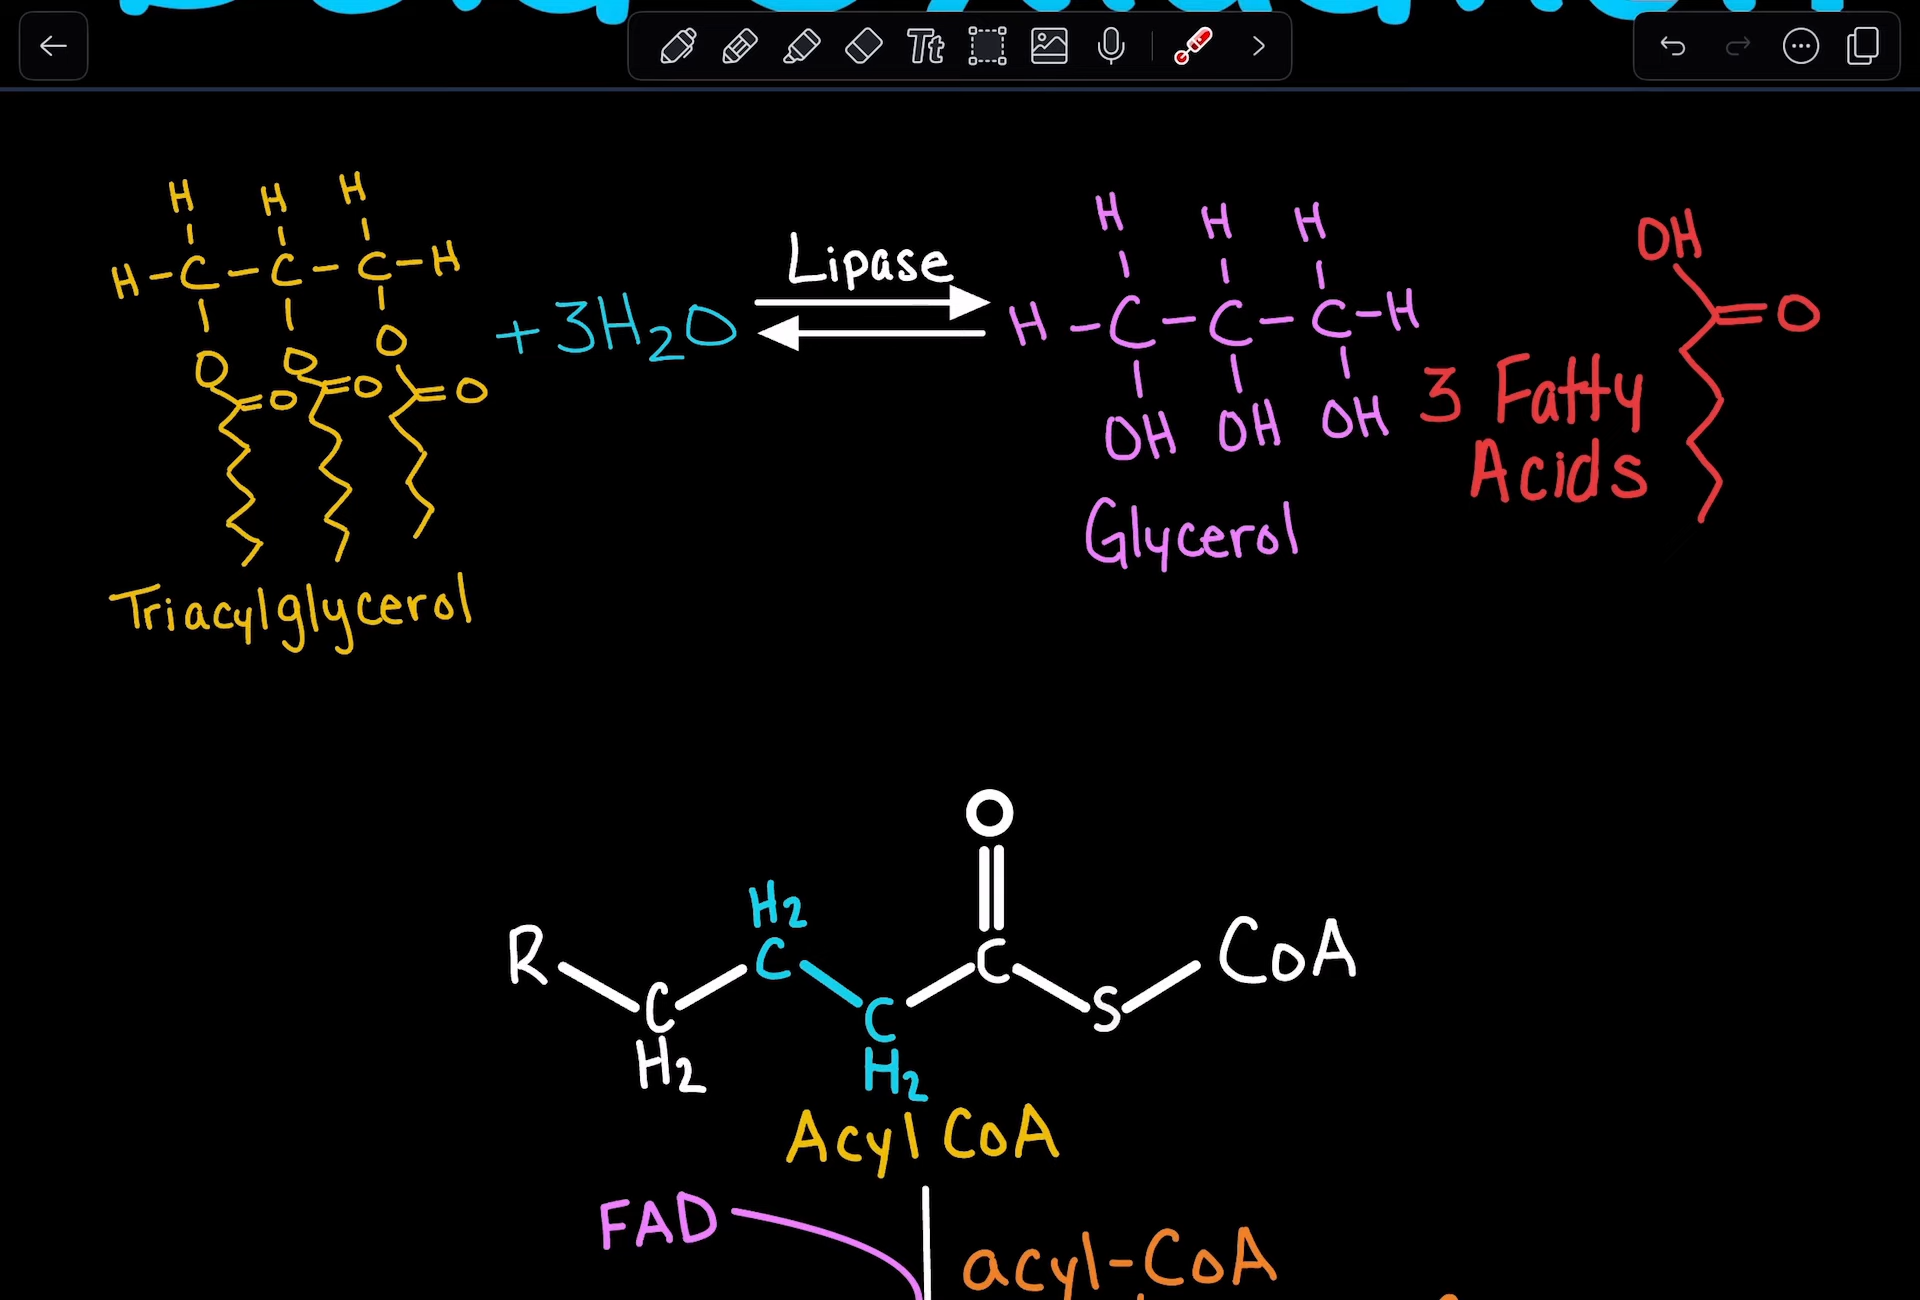 Tt
H H H
H-C-C-C-H
O O O
O O O
Triacylglycerol
+ 3H2O
Lipase
H H H
H-C-C-C-H
OH OH OH
Glycerol
3 Fatty
Acids
OH
O
O
H2
R C C C C S CoA
H2 H2
Acyl CoA
FAD
acyl-CoA